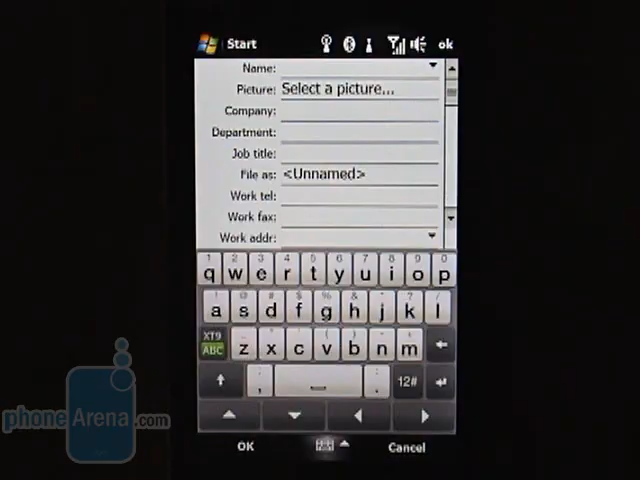 Start ok
Name:
Picture: Select a picture...
Company:
Department:
Job title:
File as: <Unnamed>
Work tel:
Work fax:
Work addr:
1 2 3 4 5 6 7 8 9 0
q w e r t y u i o p
! @ # $ % & /
a s d f g h j k l
XT9
ABC z x c v b n m
, . 12#
OK Cancel
phoneArena.com